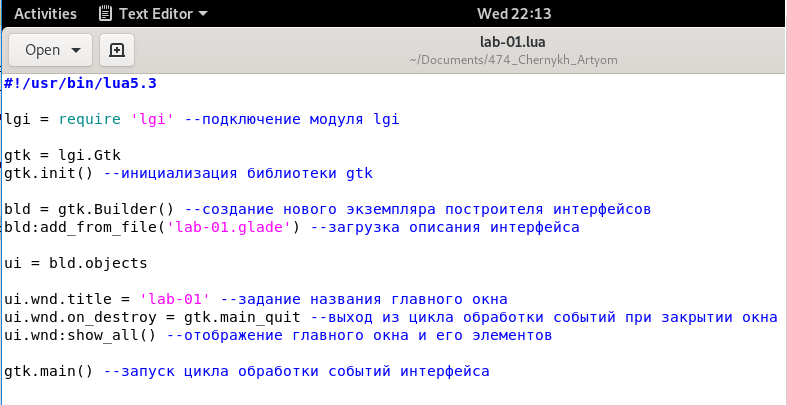 Activities Text Editor Wed 22:13
Open lab-01.lua
~/Documents/474_Chernykh_Artyom
#!/usr/bin/lua5.3
lgi = require 'lgi' --подключение модуля lgi
gtk = lgi.Gtk
gtk.init() --инициализация библиотеки gtk
bld = gtk.Builder() --создание нового экземпляра построителя интерфейсов
bld:add_from_file('lab-01.glade') --загрузка описания интерфейса
ui = bld.objects
ui.wnd.title = 'lab-01' --задание названия главного окна
ui.wnd.on_destroy = gtk.main_quit --выход из цикла обработки событий при закрытии окна
ui.wnd:show_all() --отображение главного окна и его элементов
gtk.main() --запуск цикла обработки событий интерфейса